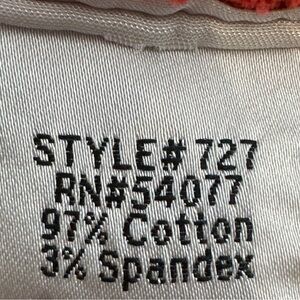 STYLE# 727
RN#54077
97% Cotton
3% Spandex